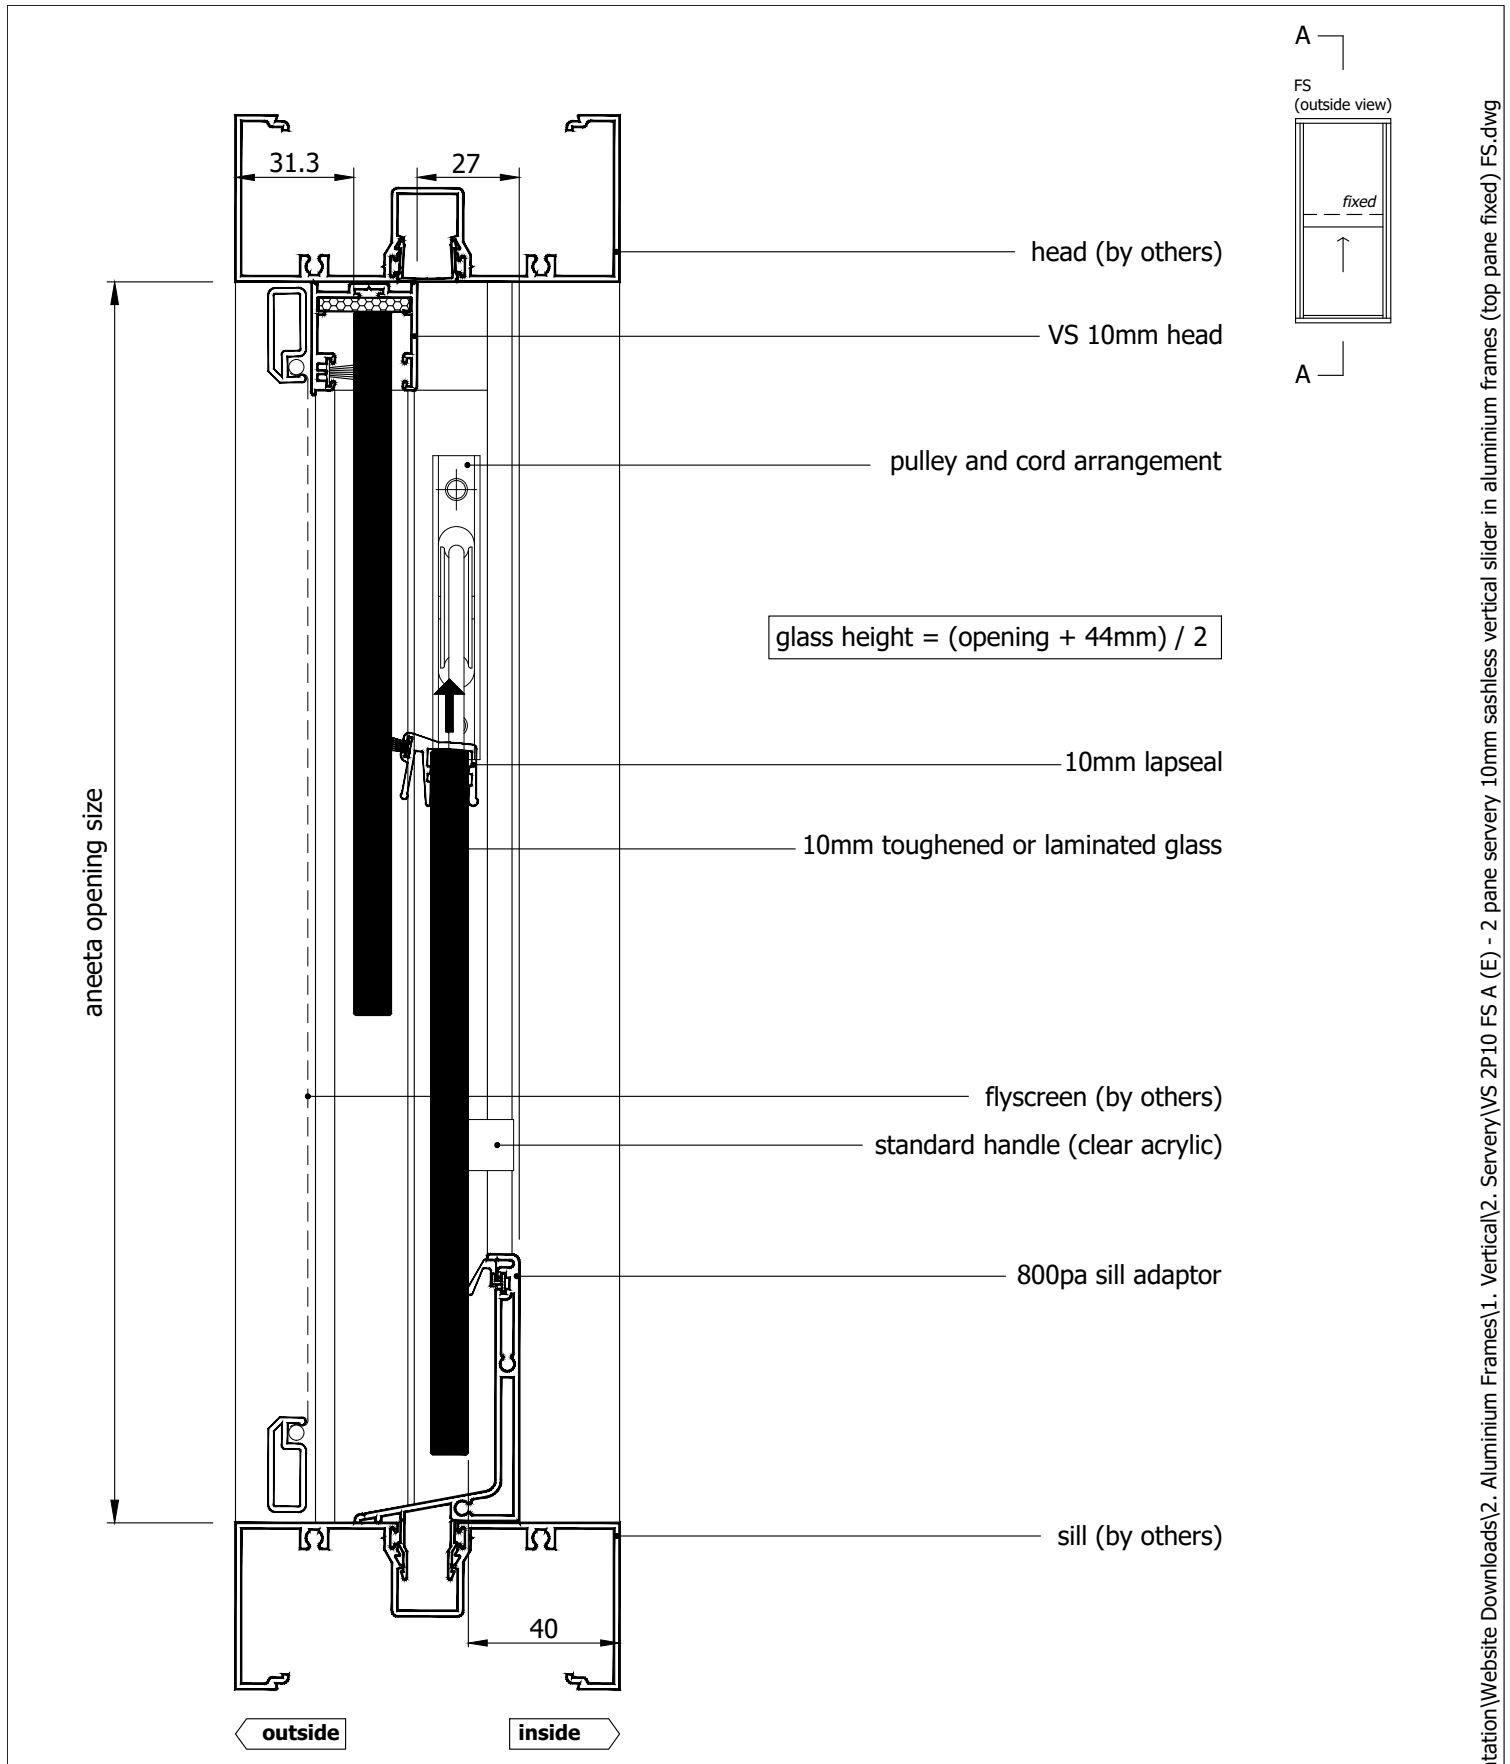 A
FS
(outside view)
fixed
A
31.3
27
head (by others)
VS 10mm head
pulley and cord arrangement
glass height = (opening + 44mm) / 2
10mm lapseal
10mm toughened or laminated glass
aneeta opening size
flyscreen (by others)
standard handle (clear acrylic)
800pa sill adaptor
sill (by others)
40
outside
inside
ntation\Website Downloads\2. Aluminium Frames\1. Vertical\2. Servery\VS 2P10 FS A (E) - 2 pane servery 10mm sashless vertical slider in aluminium frames (top pane fixed) FS.dwg